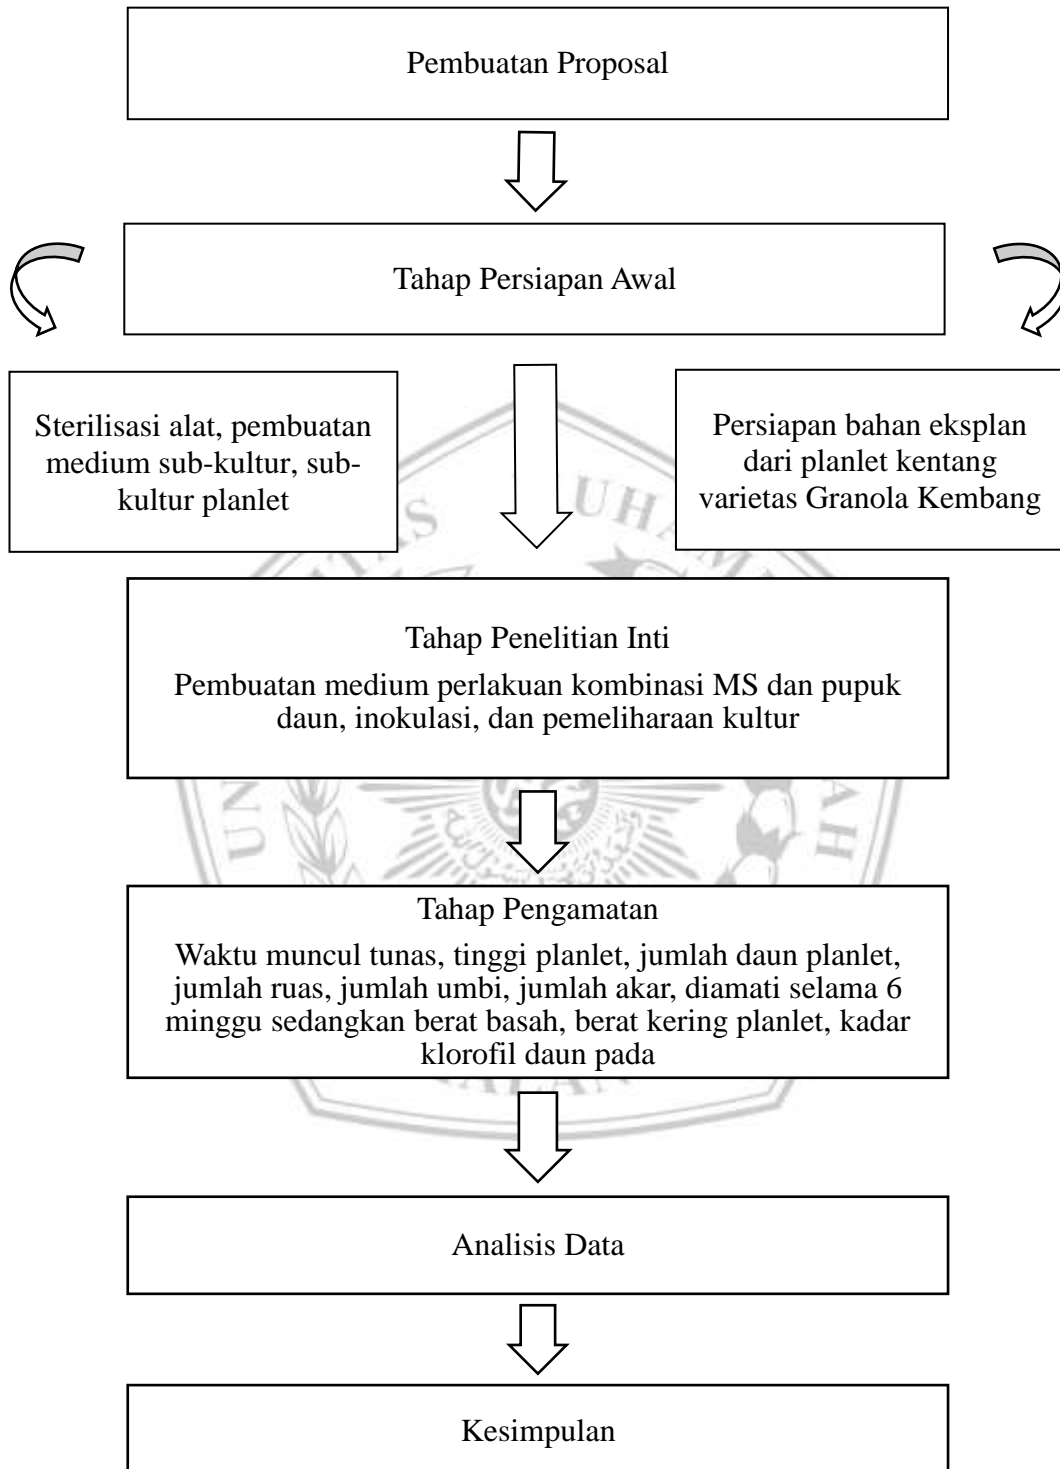 Pembuatan Proposal
Tahap Persiapan Awal
Sterilisasi alat, pembuatan
medium sub-kultur, sub-
kultur planlet
Persiapan bahan eksplan
dari planlet kentang
varietas Granola Kembang
Tahap Penelitian Inti
Pembuatan medium perlakuan kombinasi MS dan pupuk
daun, inokulasi, dan pemeliharaan kultur
Tahap Pengamatan
Waktu muncul tunas, tinggi planlet, jumlah daun planlet,
jumlah ruas, jumlah umbi, jumlah akar, diamati selama 6
minggu sedangkan berat basah, berat kering planlet, kadar
klorofil daun pada
Analisis Data
Kesimpulan